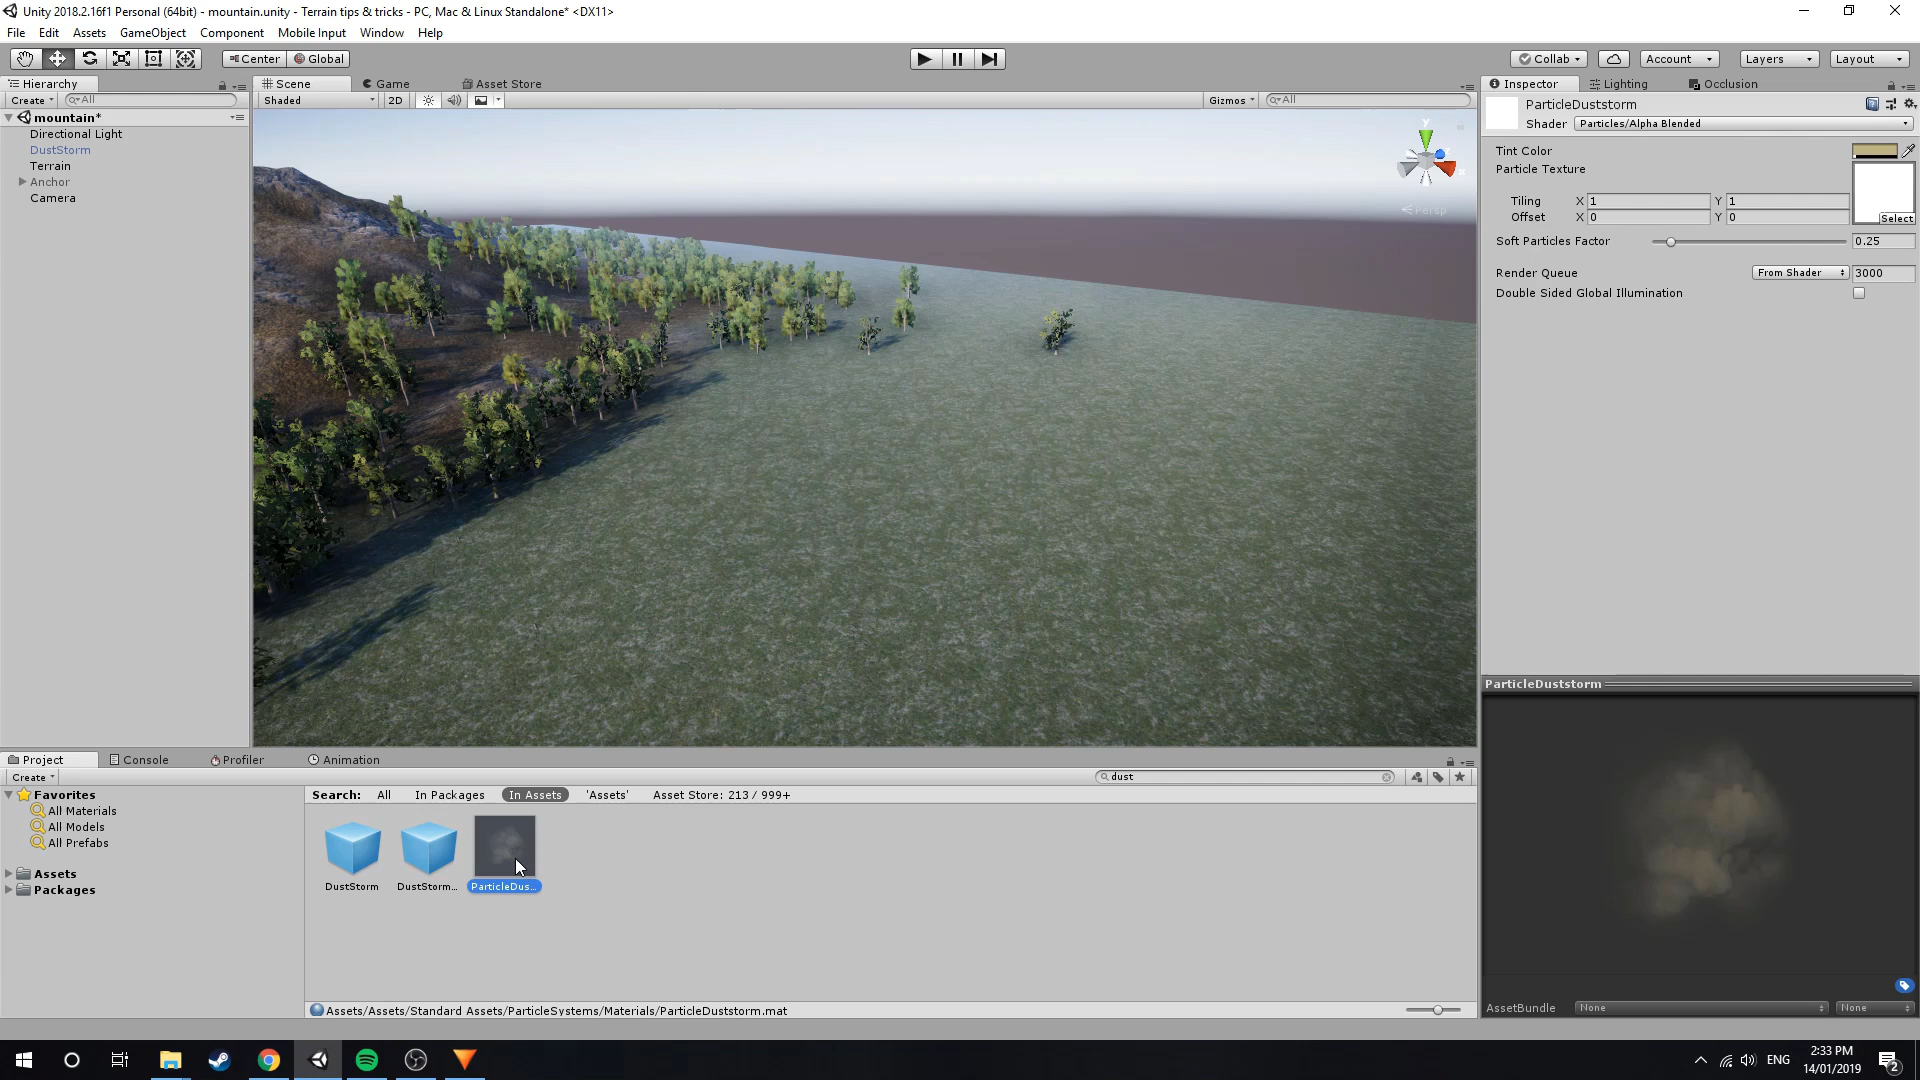 Unity 2018.2.16f1 Personal (64bit) - mountain.unity - Terrain tips & tricks - PC, Mac & Linux Standalone* <DX11>
File Edit Assets GameObject Component Mobile Input Window Help
Center Global Collab Account Layers Layout
Hierarchy
Create All
mountain*
Directional Light
DustStorm
Terrain
Anchor
Camera
Scene Game Asset Store
Shaded 2D Gizmos All
y
x
Persp
Inspector Lighting Occlusion
ParticleDuststorm
Shader Particles/Alpha Blended
Tint Color
Particle Texture
Tiling X 1 Y 1
Offset X 0 Y 0
Select
Soft Particles Factor 0.25
Render Queue From Shader 3000
Double Sided Global Illumination
ParticleDuststorm
AssetBundle None None
Project Console Profiler Animation
Create dust
Favorites
All Materials
All Models
All Prefabs
Assets
Packages
Search: All In Packages In Assets 'Assets' Asset Store: 213 / 999+
DustStorm DustStorm... ParticleDus...
Assets/Assets/Standard Assets/ParticleSystems/Materials/ParticleDuststorm.mat
ENG
2:33 PM
14/01/2019
2